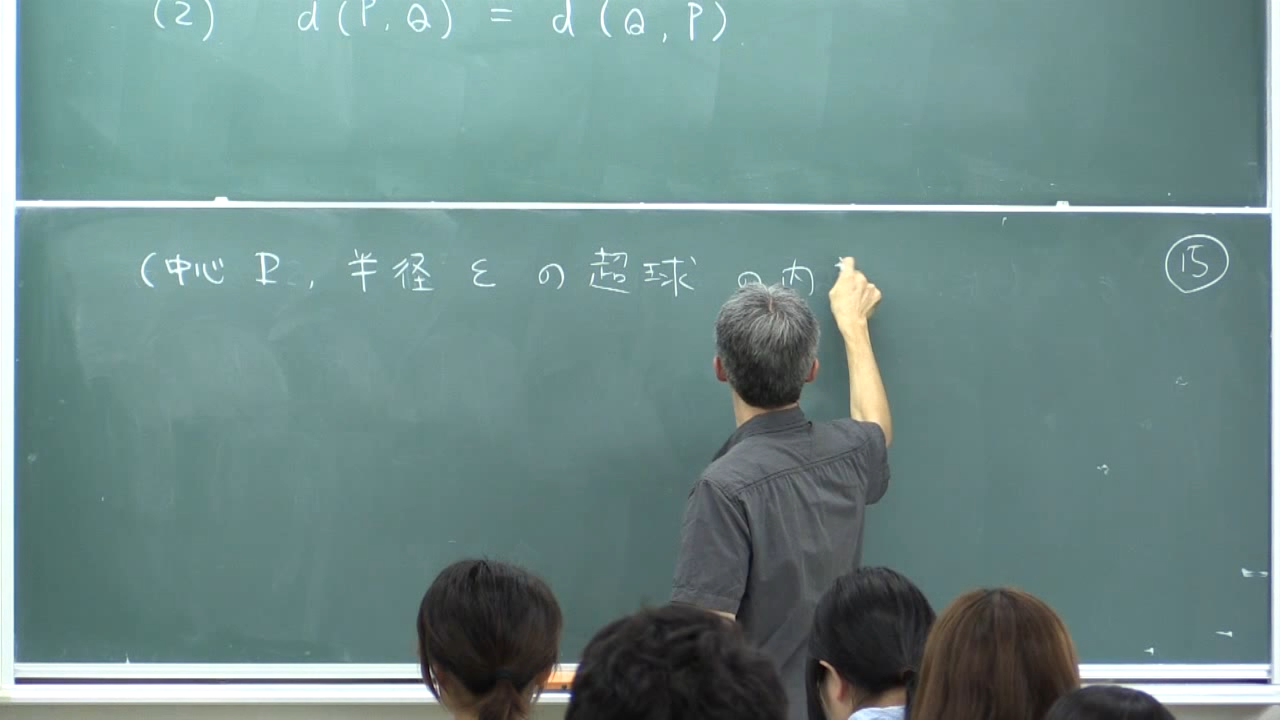 (2) d(P, Q) = d(Q, P)
(中心 P, 半径 ε の 超球 の内
15